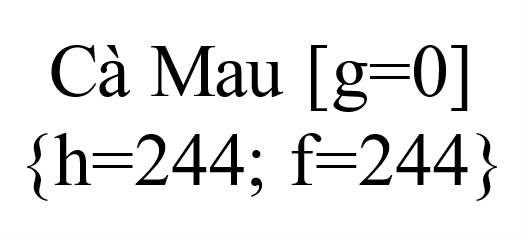 Cà Mau [g=0]
{h=244; f=244}